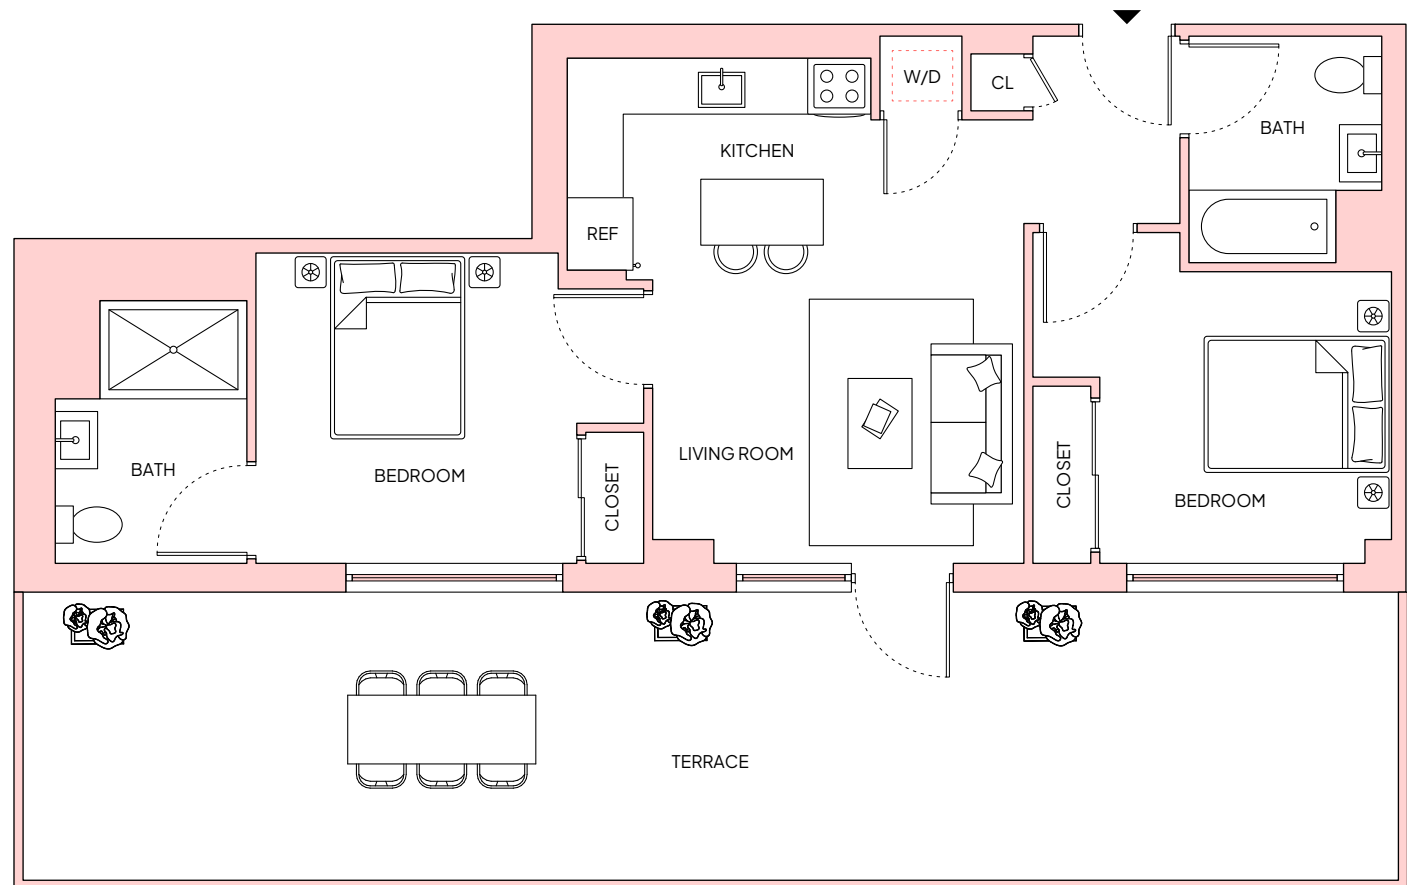 W/D
CL
BATH
KITCHEN
REF
LIVING ROOM
BATH
BEDROOM
CLOSET
CLOSET
BEDROOM
TERRACE